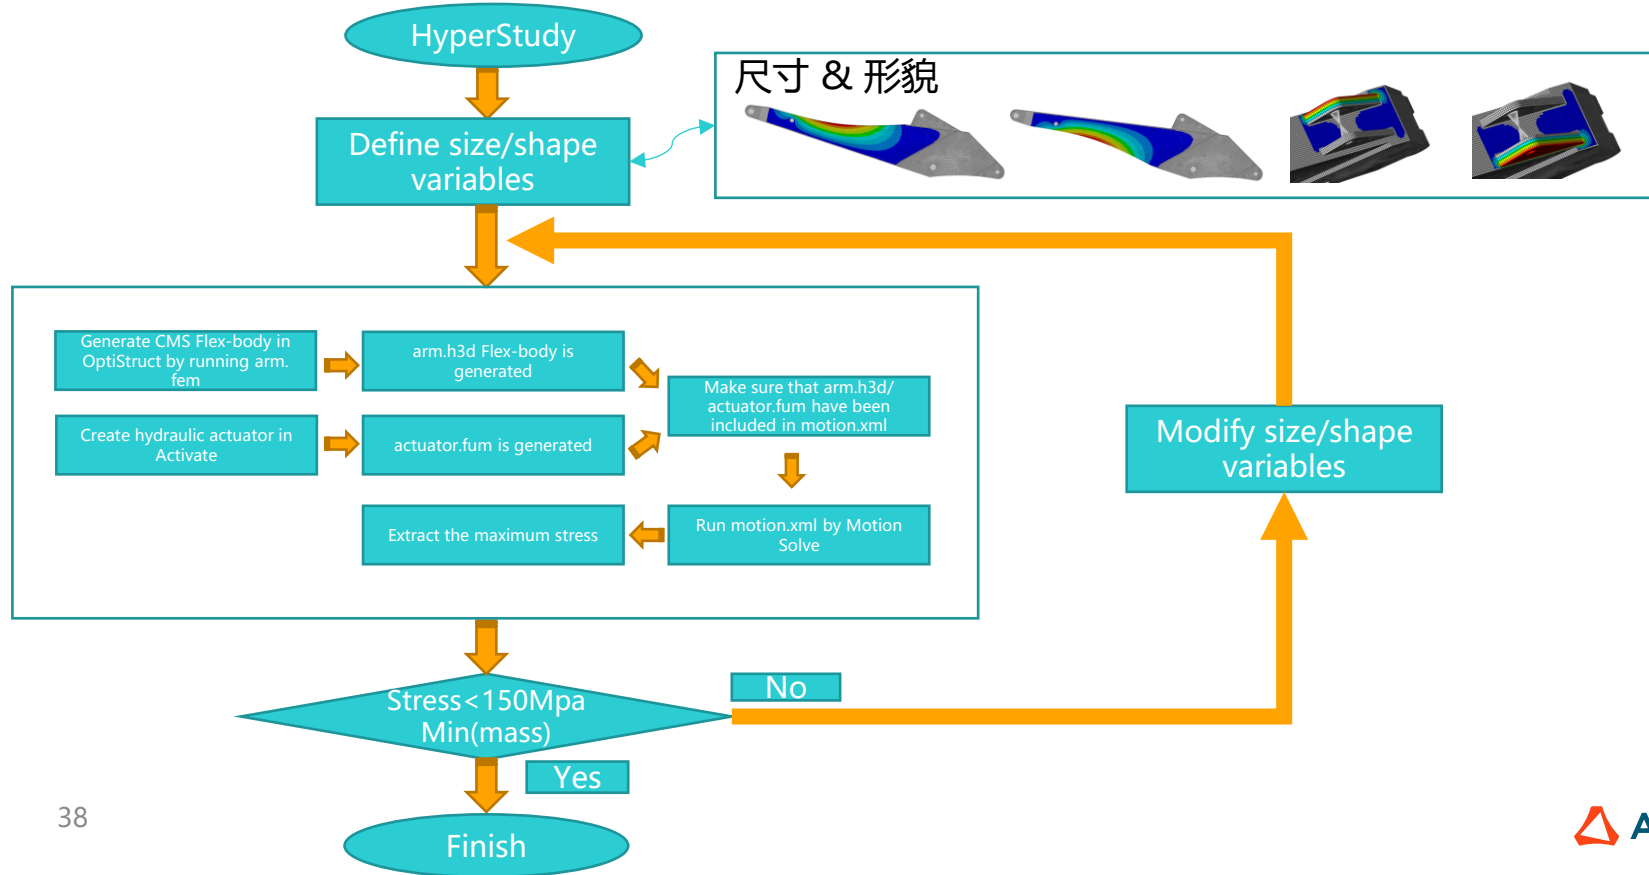 HyperStudy
尺寸 & 形貌
Define size/shape
variables
Generate CMS Flex-body in
OptiStruct by running arm.
fem
arm.h3d Flex-body is
generated
Make sure that arm.h3d/
actuator.fum have been
included in motion.xml
Create hydraulic actuator in
Activate
actuator.fum is generated
Modify size/shape
variables
Extract the maximum stress
Run motion.xml by Motion
Solve
Stress<150Mpa
Min(mass)
No
Yes
38
Finish
A